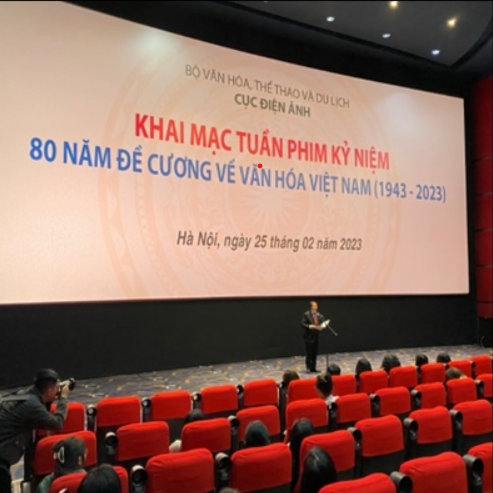 BỘ VĂN HÓA, THỂ THAO VÀ DU LỊCH
CỤC ĐIỆN ẢNH
KHAI MẠC TUẦN PHIM KỶ NIỆM
80 NĂM ĐỀ CƯƠNG VỀ VĂN HÓA VIỆT NAM (1943 - 2023)
Hà Nội, ngày 25 tháng 02 năm 2023